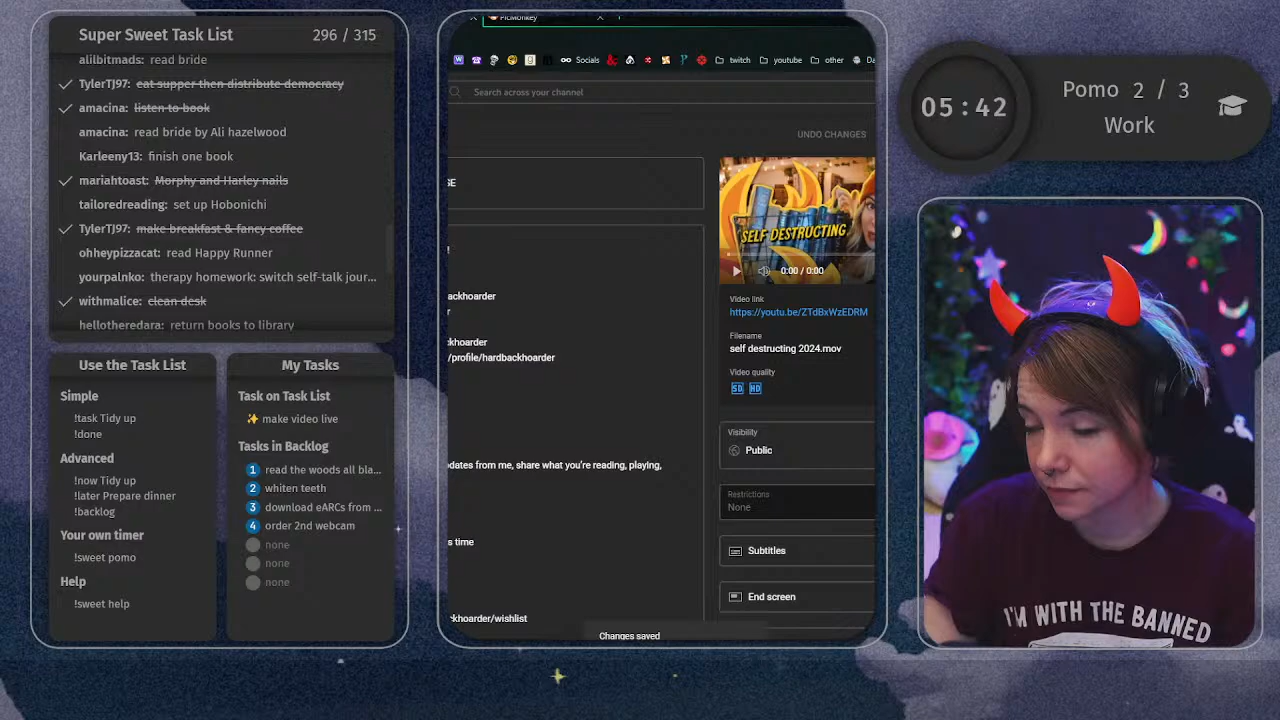 Super Sweet Task List 296 / 315
alilbitmads: read bride
TylerTJ97: eat supper then distribute democracy
amacina: listen to book
amacina: read bride by Ali hazelwood
Karleeny13: finish one book
mariahtoast: Morphy and Harley nails
tailoredreading: set up Hobonichi
TylerTJ97: make breakfast & fancy coffee
ohheypizzacat: read Happy Runner
yourpalnko: therapy homework: switch self-talk jour...
withmalice: clean desk
hellotheredara: return books to library
Use the Task List
Simple
!task Tidy up
!done
Advanced
!now Tidy up
!later Prepare dinner
!backlog
Your own timer
!sweet pomo
Help
!sweet help
My Tasks
Task on Task List
✨ make video live
Tasks in Backlog
1 read the woods all bla...
2 whiten teeth
3 download eARCs from ...
4 order 2nd webcam
none
none
none
PicMonkey
Socials twitch youtube other Da
Search across your channel
UNDO CHANGES
SE
ackhoarder
r
ckhoarder
/profile/hardbackhoarder
dates from me, share what you're reading, playing,
s time
ckhoarder/wishlist
SELF DESTRUCTING
0:00 / 0:00
Video link
https://youtu.be/ZTdBxWzEDRM
Filename
self destructing 2024.mov
Video quality
SD HD
Visibility
Public
Restrictions
None
Subtitles
End screen
Changes saved
05:42
Pomo 2 / 3
Work
I'M WITH THE BANNED